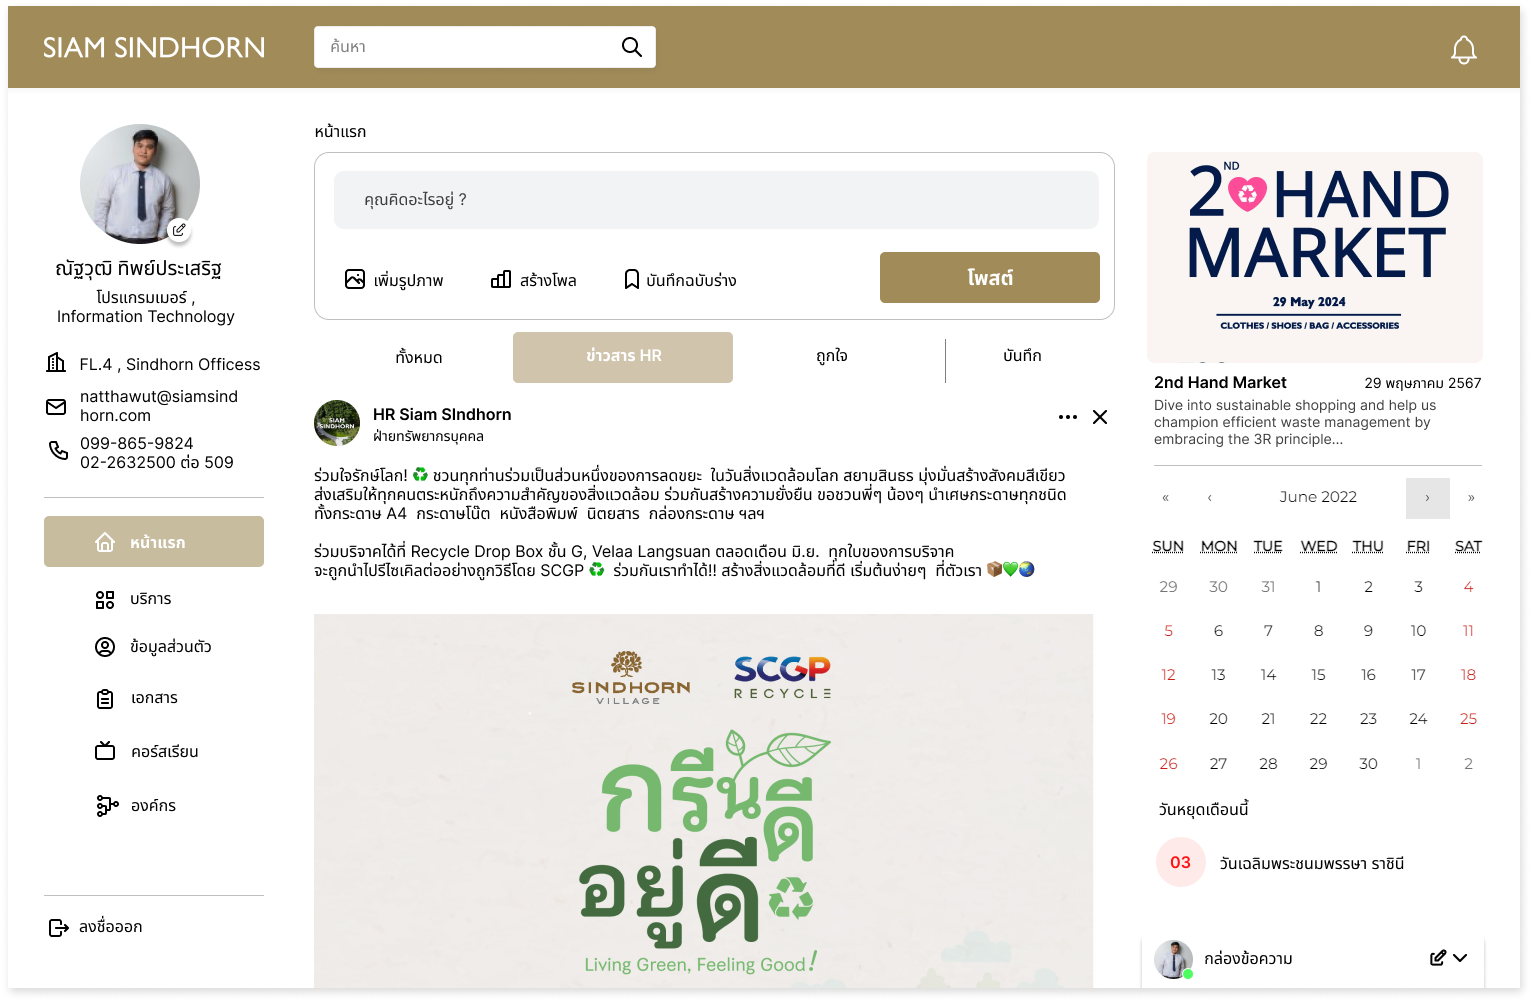 SIAM SINDHORN
ค้นหา
ณัฐวุฒิ ทิพย์ประเสริฐ
โปรแกรมเมอร์ ,
Information Technology
FL.4 , Sindhorn Officess
natthawut@siamsind
horn.com
099-865-9824
02-2632500 ต่อ 509
หน้าแรก
บริการ
ข้อมูลส่วนตัว
เอกสาร
คอร์สเรียน
องค์กร
ลงชื่อออก
หน้าแรก
คุณคิดอะไรอยู่ ?
เพิ่มรูปภาพ
สร้างโพล
บันทึกฉบับร่าง
โพสต์
ทั้งหมด
ข่าวสาร HR
ถูกใจ
บันทึก
SIAM
SINDHORN
HR Siam SIndhorn
ฝ่ายทรัพยากรบุคคล
ร่วมใจรักษ์โลก! ♻️ ชวนทุกท่านร่วมเป็นส่วนหนึ่งของการลดขยะ ในวันสิ่งแวดล้อมโลก สยามสินธร มุ่งมั่นสร้างสังคมสีเขียว
ส่งเสริมให้ทุกคนตระหนักถึงความสำคัญของสิ่งแวดล้อม ร่วมกันสร้างความยั่งยืน ขอชวนพี่ๆ น้องๆ นำเศษกระดาษทุกชนิด
ทั้งกระดาษ A4 กระดาษโน๊ต หนังสือพิมพ์ นิตยสาร กล่องกระดาษ ฯลฯ
ร่วมบริจาคได้ที่ Recycle Drop Box ชั้น G, Velaa Langsuan ตลอดเดือน มิ.ย. ทุกใบของการบริจาค
จะถูกนำไปรีไซเคิลต่ออย่างถูกวิธีโดย SCGP ♻️ ร่วมกันเราทำได้!! สร้างสิ่งแวดล้อมที่ดี เริ่มต้นง่ายๆ ที่ตัวเรา 📦💚🌏
SINDHORN
VILLAGE
SCGP
RECYCLE
กรีนดี
อยู่ดี
Living Green, Feeling Good!
2ND HAND
MARKET
29 May 2024
CLOTHES / SHOES / BAG / ACCESSORIES
2nd Hand Market
29 พฤษภาคม 2567
Dive into sustainable shopping and help us
champion efficient waste management by
embracing the 3R principle...
« ‹ June 2022 › »
SUN MON TUE WED THU FRI SAT
29 30 31 1 2 3 4
5 6 7 8 9 10 11
12 13 14 15 16 17 18
19 20 21 22 23 24 25
26 27 28 29 30 1 2
วันหยุดเดือนนี้
03
วันเฉลิมพระชนมพรรษา ราชินี
กล่องข้อความ